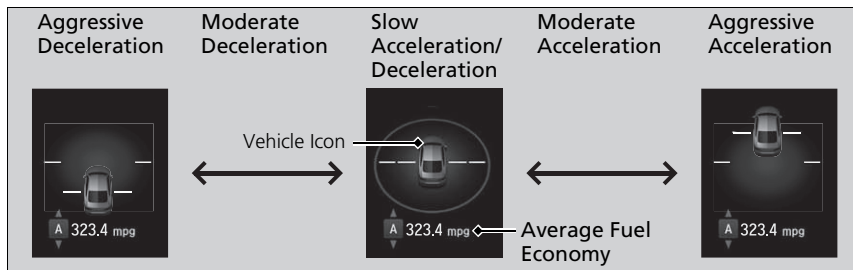 Aggressive
Deceleration
Moderate
Deceleration
Slow
Acceleration/
Deceleration
Moderate
Acceleration
Aggressive
Acceleration
Vehicle Icon
A 323.4 mpg
A 323.4 mpg
Average Fuel
Economy
A 323.4 mpg